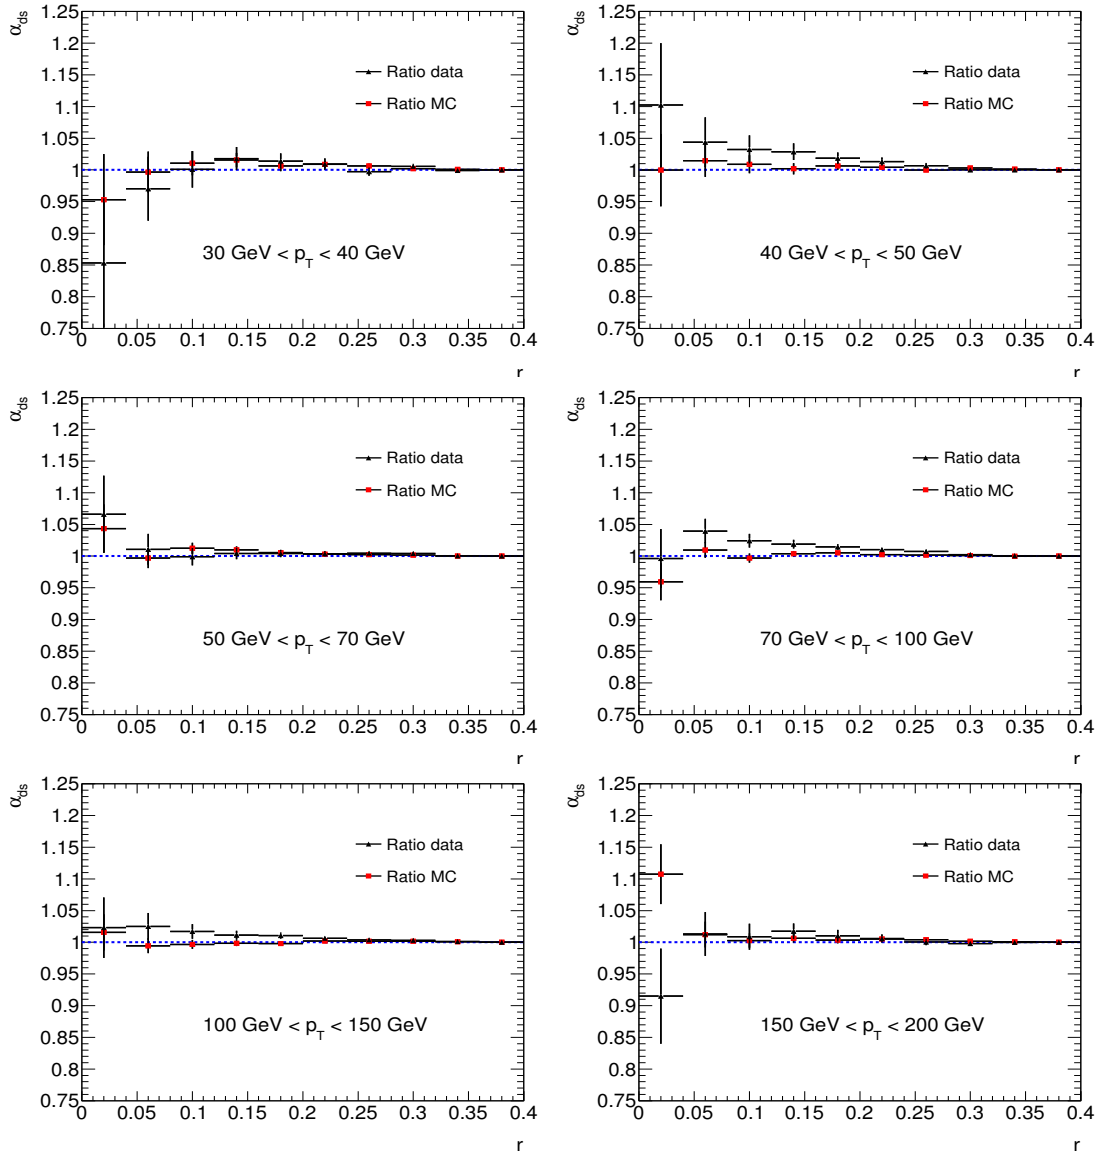 α_ds
1.25
1.2
1.15
1.1
1.05
1
0.95
0.9
0.85
0.8
0.75
Ratio data
Ratio MC
30 GeV < p_T < 40 GeV
0 0.05 0.1 0.15 0.2 0.25 0.3 0.35 0.4
r
α_ds
1.25
1.2
1.15
1.1
1.05
1
0.95
0.9
0.85
0.8
0.75
Ratio data
Ratio MC
40 GeV < p_T < 50 GeV
0 0.05 0.1 0.15 0.2 0.25 0.3 0.35 0.4
r
α_ds
1.25
1.2
1.15
1.1
1.05
1
0.95
0.9
0.85
0.8
0.75
Ratio data
Ratio MC
50 GeV < p_T < 70 GeV
0 0.05 0.1 0.15 0.2 0.25 0.3 0.35 0.4
r
α_ds
1.25
1.2
1.15
1.1
1.05
1
0.95
0.9
0.85
0.8
0.75
Ratio data
Ratio MC
70 GeV < p_T < 100 GeV
0 0.05 0.1 0.15 0.2 0.25 0.3 0.35 0.4
r
α_ds
1.25
1.2
1.15
1.1
1.05
1
0.95
0.9
0.85
0.8
0.75
Ratio data
Ratio MC
100 GeV < p_T < 150 GeV
0 0.05 0.1 0.15 0.2 0.25 0.3 0.35 0.4
r
α_ds
1.25
1.2
1.15
1.1
1.05
1
0.95
0.9
0.85
0.8
0.75
Ratio data
Ratio MC
150 GeV < p_T < 200 GeV
0 0.05 0.1 0.15 0.2 0.25 0.3 0.35 0.4
r